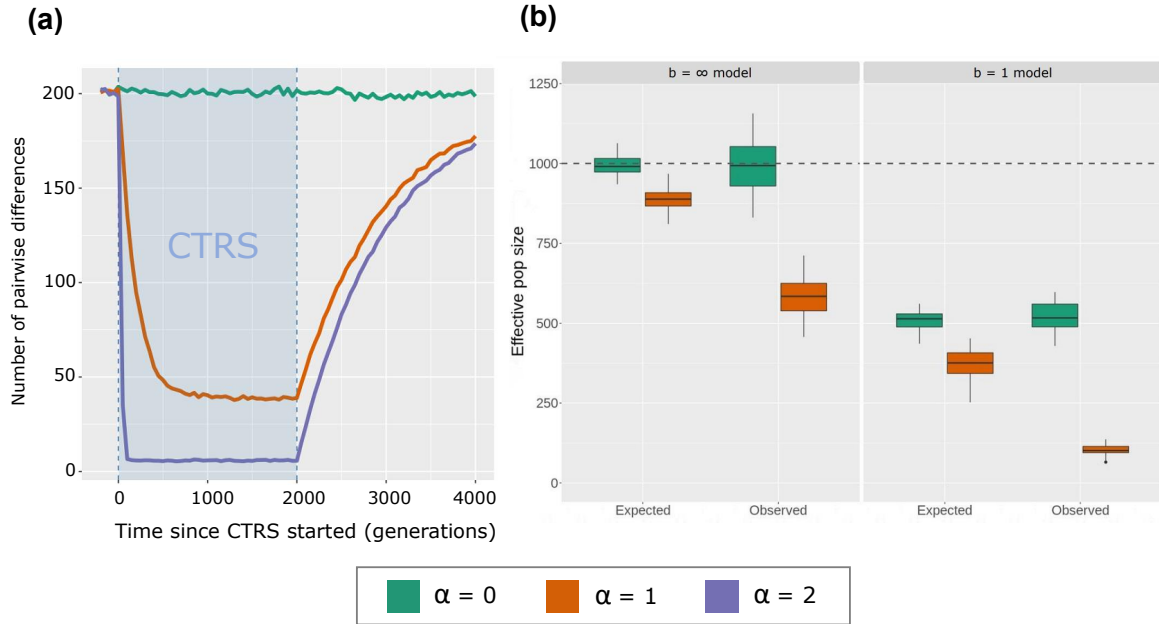 (a)
Number of pairwise differences
200
150
100
50
0
CTRS
0 1000 2000 3000 4000
Time since CTRS started (generations)
(b)
b = ∞ model b = 1 model
Effective pop size
1250
1000
750
500
250
0
Expected Observed Expected Observed
α = 0 α = 1 α = 2